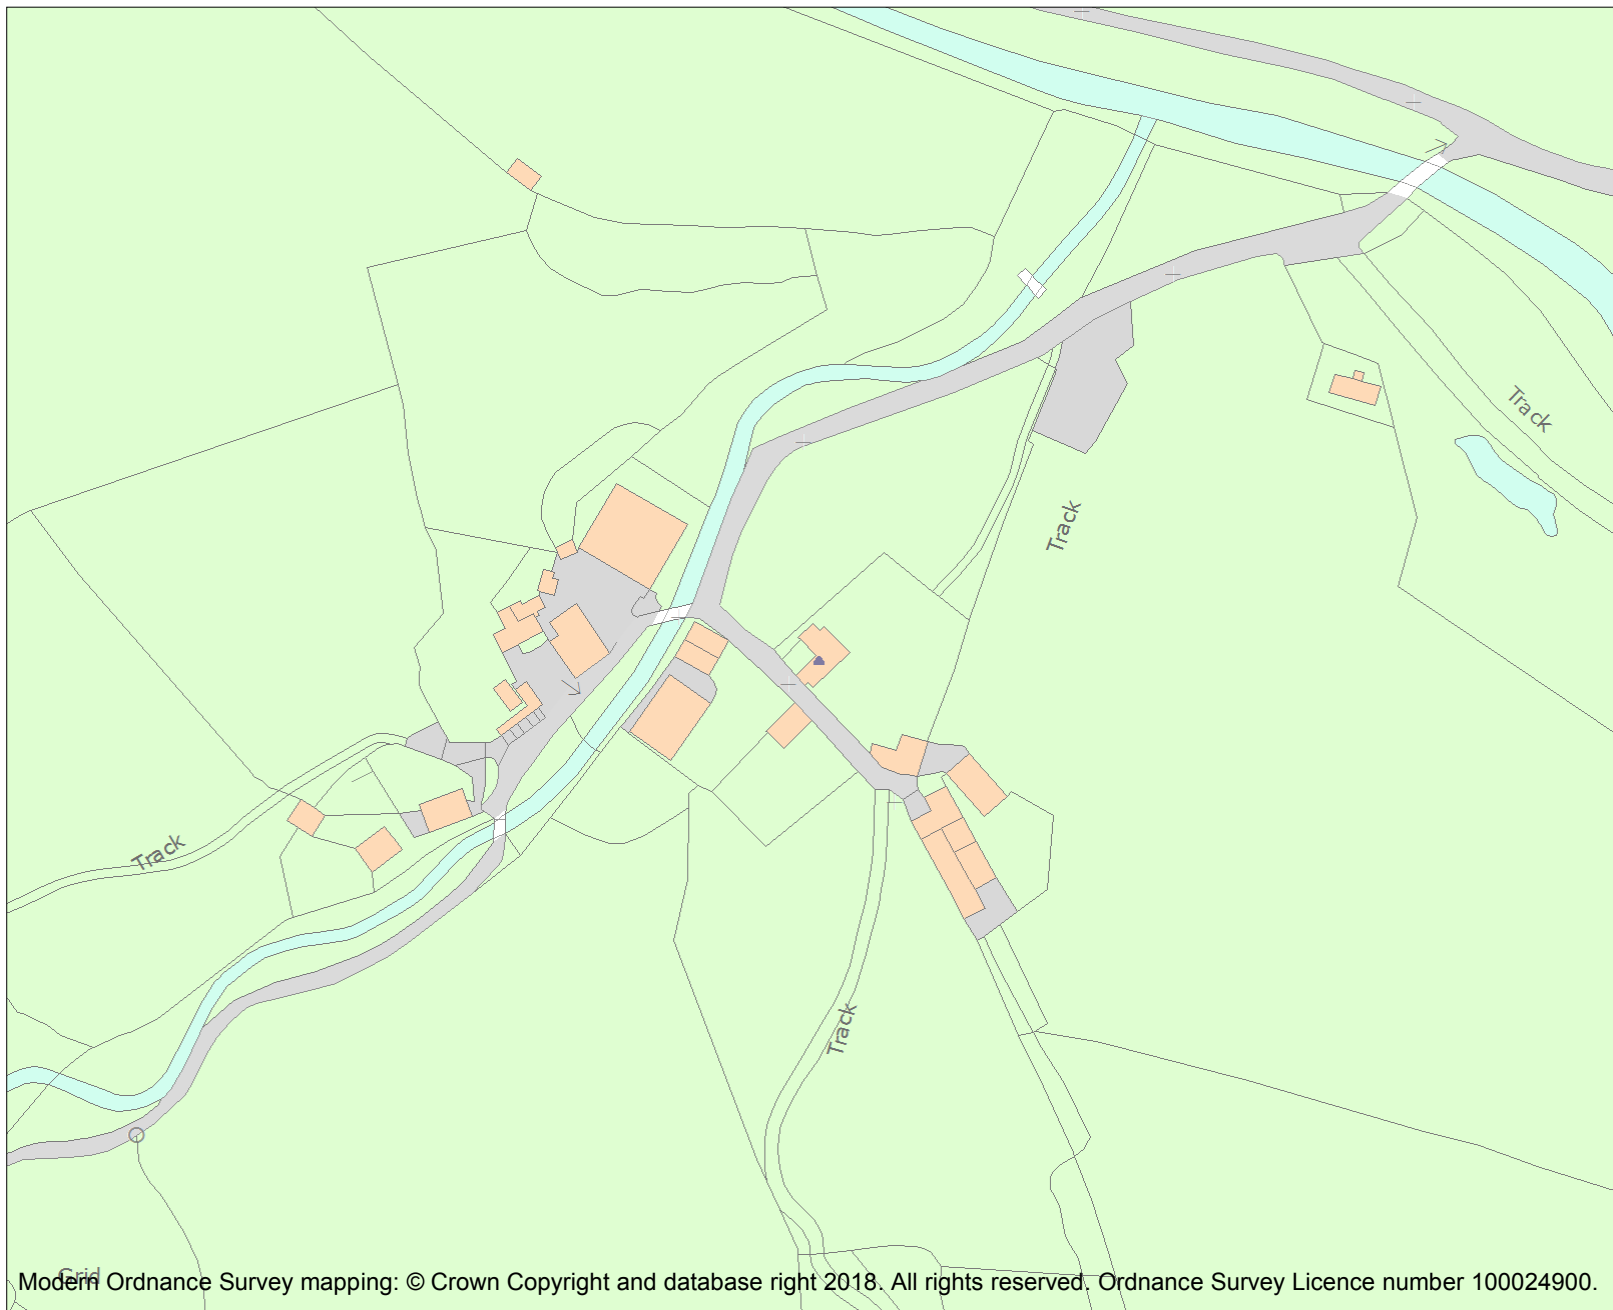 Track
Track
Track
Track
Grid
Modern Ordnance Survey mapping: © Crown Copyright and database right 2018. All rights reserved. Ordnance Survey Licence number 100024900.